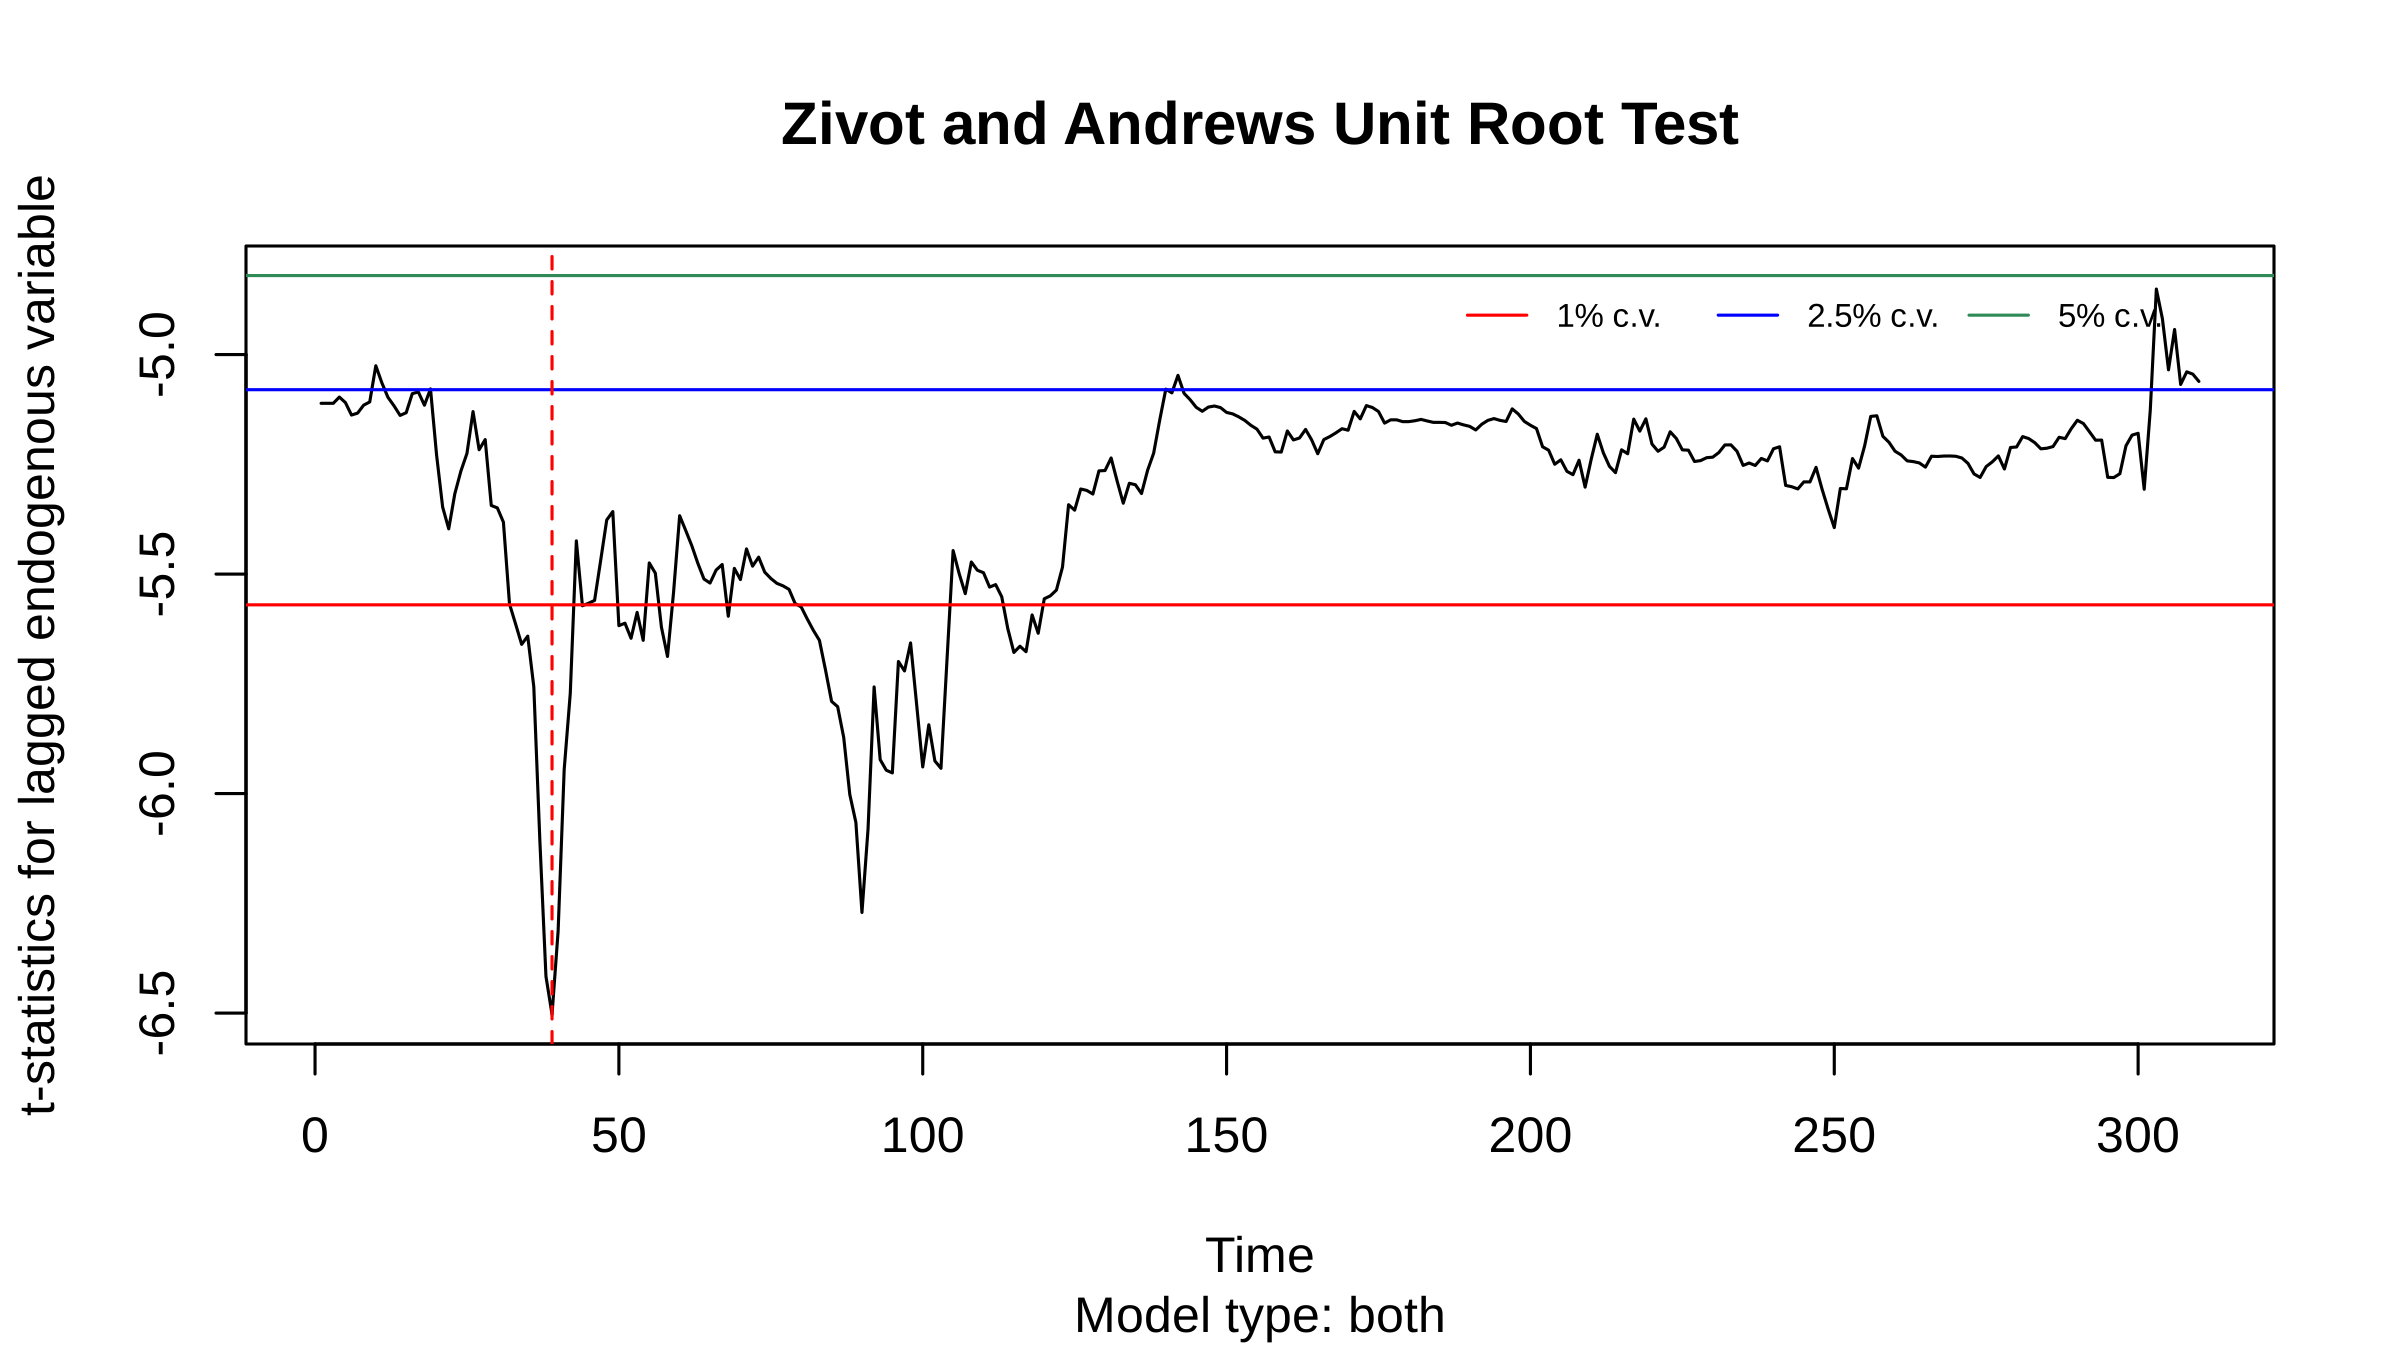 Zivot and Andrews Unit Root Test
t-statistics for lagged endogenous variable
-5.0
-5.5
-6.0
-6.5
1% c.v. 2.5% c.v. 5% c.v.
0 50 100 150 200 250 300
Time
Model type: both